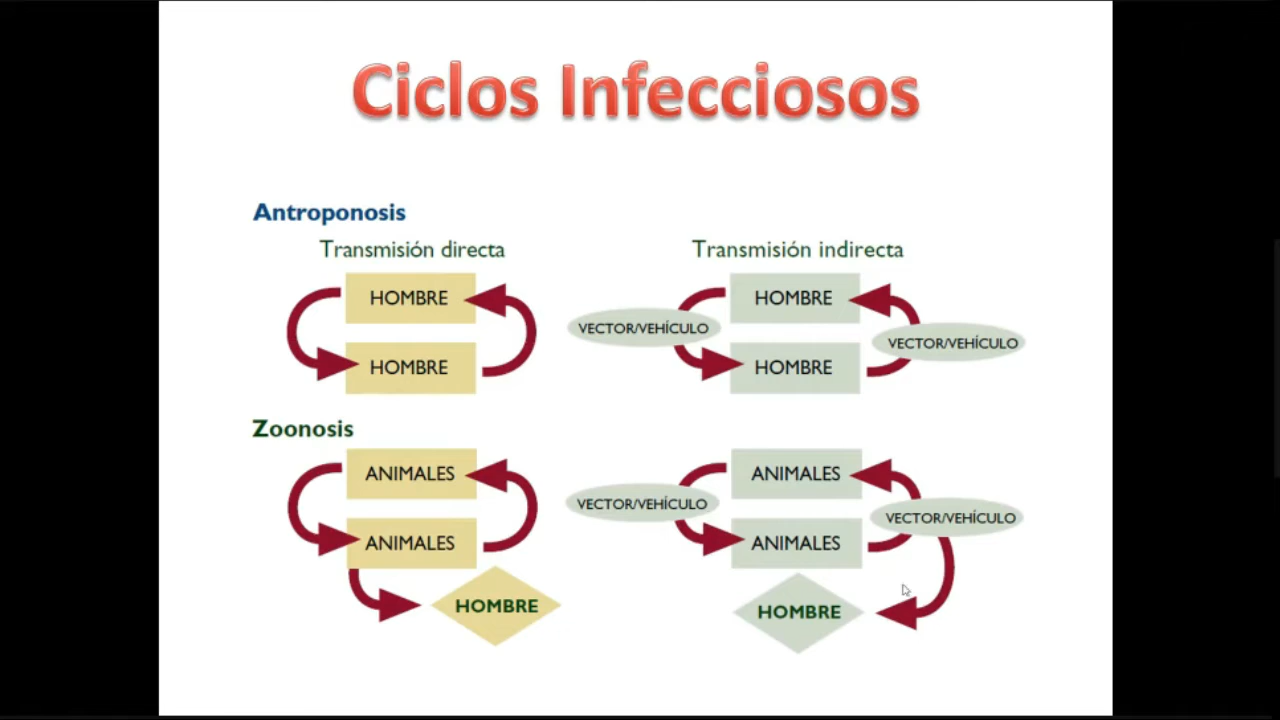 Ciclos Infecciosos
Antroponosis
Transmisión directa
Transmisión indirecta
HOMBRE
HOMBRE
HOMBRE
VECTOR/VEHÍCULO
VECTOR/VEHÍCULO
HOMBRE
Zoonosis
ANIMALES
ANIMALES
HOMBRE
ANIMALES
VECTOR/VEHÍCULO
VECTOR/VEHÍCULO
ANIMALES
HOMBRE